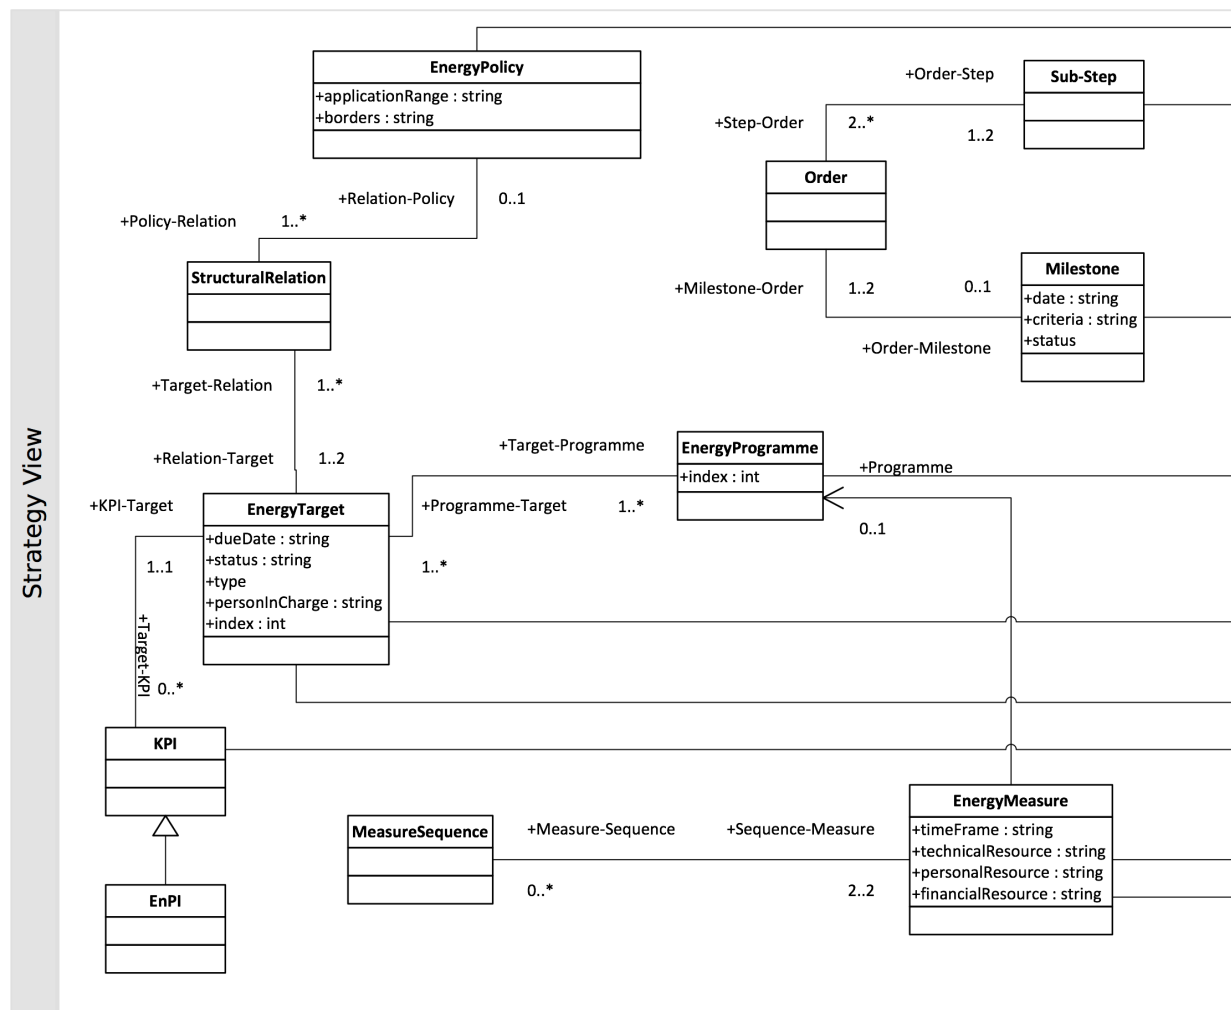 Strategy View
EnergyPolicy
+applicationRange : string
+borders : string
+Relation-Policy
0..1
+Policy-Relation
1..*
StructuralRelation
+Target-Relation
1..*
+Relation-Target
1..2
+KPI-Target
1..1
EnergyTarget
+dueDate : string
+status : string
+type
+personInCharge : string
+index : int
+Target-KPI
0..*
KPI
EnPI
+Order-Step
Sub-Step
+Step-Order
2..*
1..2
Order
+Milestone-Order
1..2
0..1
+Order-Milestone
Milestone
+date : string
+criteria : string
+status
+Target-Programme
+Programme-Target
1..*
1..*
EnergyProgramme
+index : int
+Programme
0..1
MeasureSequence
+Measure-Sequence
+Sequence-Measure
0..*
2..2
EnergyMeasure
+timeFrame : string
+technicalResource : string
+personalResource : string
+financialResource : string